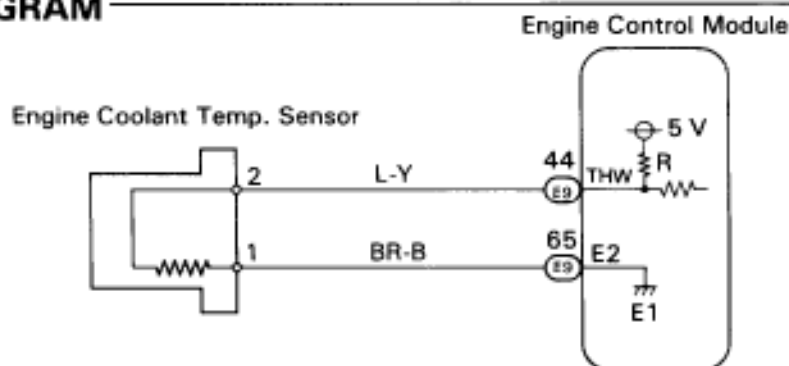 GRAM
Engine Control Module
Engine Coolant Temp. Sensor
5 V
R
2
L-Y
44
E9
THW
1
BR-B
65
E9
E2
E1